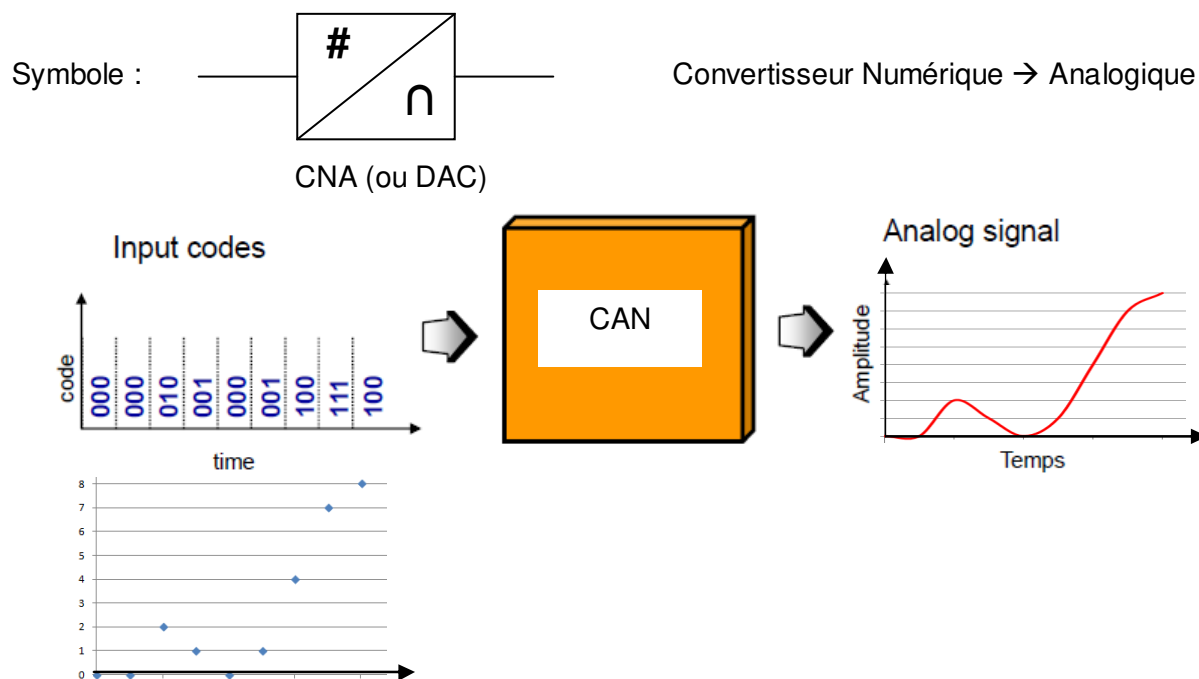 #
Symbole :
∩
Convertisseur Numérique → Analogique
CNA (ou DAC)
Input codes
code
000
000
010
001
000
001
100
111
100
time
CAN
Analog signal
Amplitude
Temps
8
7
6
5
4
3
2
1
0